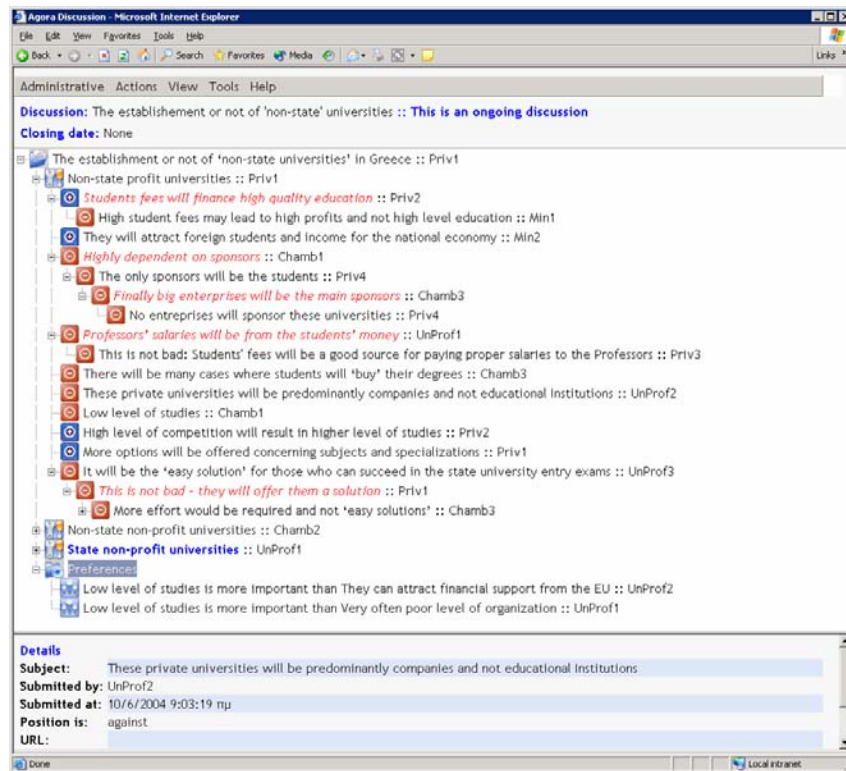 Agora Discussion - Microsoft Internet Explorer
File Edit View Favorites Tools Help
Back Search Favorites Media Links
Administrative Actions View Tools Help
Discussion: The establishement or not of 'non-state' universities :: This is an ongoing discussion
Closing date: None
The establishment or not of 'non-state universities' in Greece :: Priv1
Non-state profit universities :: Priv1
Students fees will finance high quality education :: Priv2
High student fees may lead to high profits and not high level education :: Min1
They will attract foreign students and income for the national economy :: Min2
Highly dependent on sponsors :: Chamb1
The only sponsors will be the students :: Priv4
Finally big enterprises will be the main sponsors :: Chamb3
No entreprises will sponsor these universities :: Priv4
Professors' salaries will be from the students' money :: UnProf1
This is not bad: Students' fees will be a good source for paying proper salaries to the Professors :: Priv3
There will be many cases where students will 'buy' their degrees :: Chamb3
These private universities will be predominantly companies and not educational Institutions :: UnProf2
Low level of studies :: Chamb1
High level of competition will result in higher level of studies :: Priv2
More options will be offered concerning subjects and specializations :: Priv1
It will be the 'easy solution' for those who can succeed in the state university entry exams :: UnProf3
This is not bad - they will offer them a solution :: Priv1
More effort would be required and not 'easy solutions' :: Chamb3
Non-state non-profit universities :: Chamb2
State non-profit universities :: UnProf1
Preferences
Low level of studies is more important than They can attract financial support from the EU :: UnProf2
Low level of studies is more important than Very often poor level of organization :: UnProf1
Details
Subject: These private universities will be predominantly companies and not educational Institutions
Submitted by: UnProf2
Submitted at: 10/6/2004 9:03:19 πμ
Position is: against
URL:
Done Local intranet